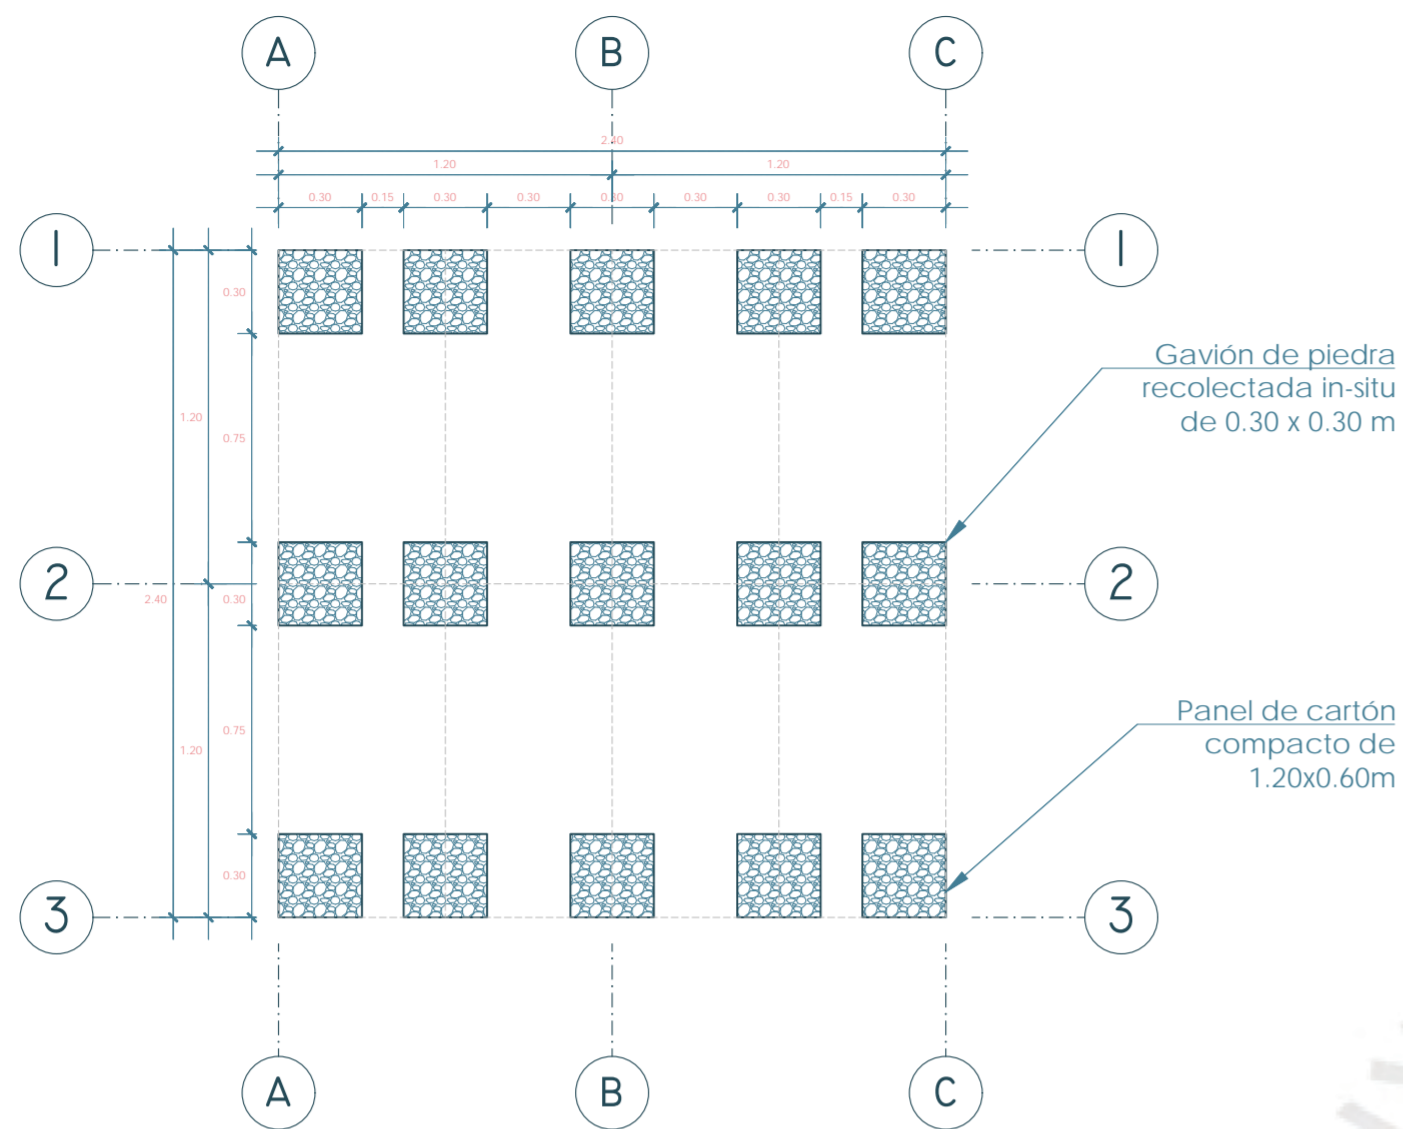 A B C
2.40
1.20 1.20
0.30 0.15 0.30 0.30 0.30 0.30 0.30 0.15 0.30
1 1
0.30
Gavión de piedra
recolectada in-situ
de 0.30 x 0.30 m
1.20
0.75
2 2
2.40 0.30
Panel de cartón
compacto de
1.20x0.60m
0.75
1.20
0.30
3 3
A B C